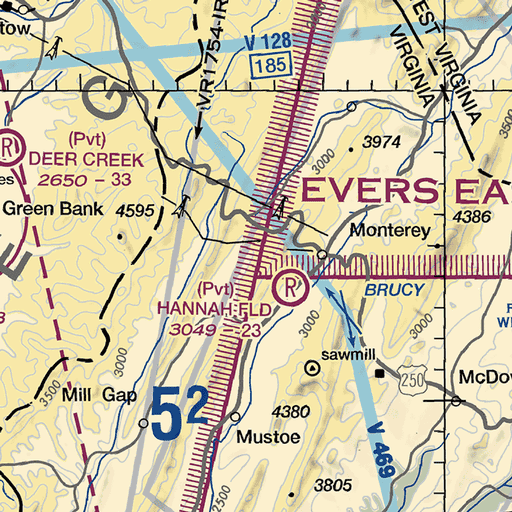 tow
V 128
185
VR1754-IR
WEST VIRGINIA
VIRGINIA
G
3000
3974
3500
R
(Pvt)
DEER CREEK
2650 - 33
es
Green Bank
4595
EVERS EA
4386
Monterey
E
(Pvt)
HANNAH FLD
3049 - 23
R
BRUCY
3000
sawmill
250
McDow
3000
3500
Mill Gap
52
4380
Mustoe
V 469
2500
3805